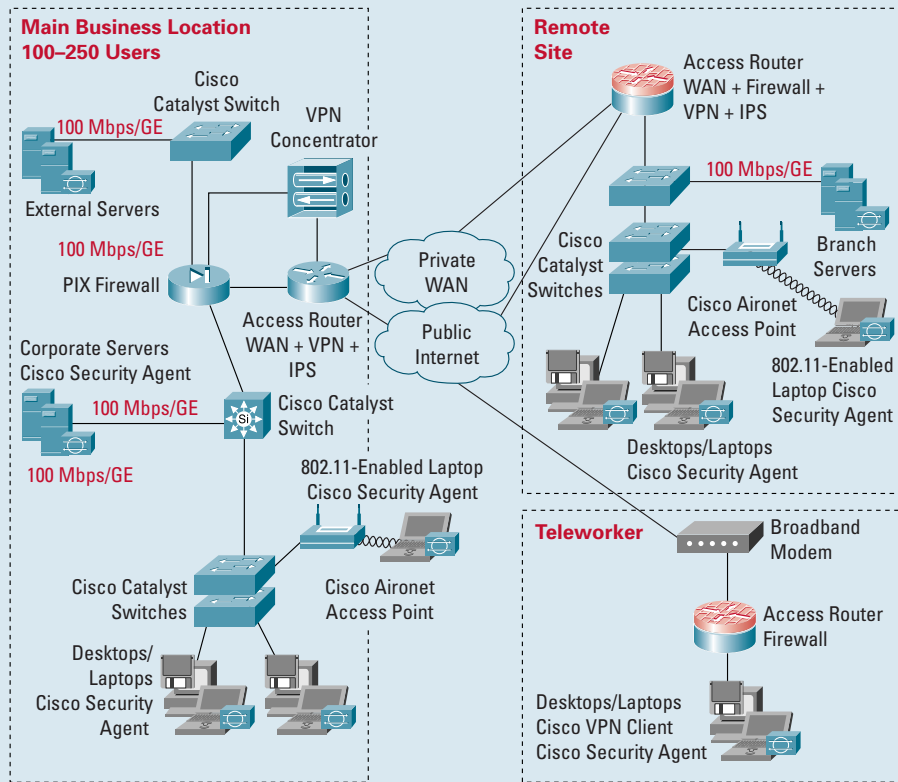 Main Business Location
100–250 Users
Cisco
Catalyst Switch
VPN
Concentrator
100 Mbps/GE
External Servers
100 Mbps/GE
PIX Firewall
Access Router
WAN + VPN +
IPS
Corporate Servers
Cisco Security Agent
100 Mbps/GE
Si
Cisco Catalyst
Switch
100 Mbps/GE
802.11-Enabled Laptop
Cisco Security Agent
Cisco Catalyst
Switches
Cisco Aironet
Access Point
Desktops/
Laptops
Cisco Security
Agent
Private
WAN
Public
Internet
Remote
Site
Access Router
WAN + Firewall +
VPN + IPS
100 Mbps/GE
Cisco
Catalyst
Switches
Branch
Servers
Cisco Aironet
Access Point
802.11-Enabled
Laptop Cisco
Security Agent
Desktops/Laptops
Cisco Security Agent
Teleworker
Broadband
Modem
Access Router
Firewall
Desktops/Laptops
Cisco VPN Client
Cisco Security Agent